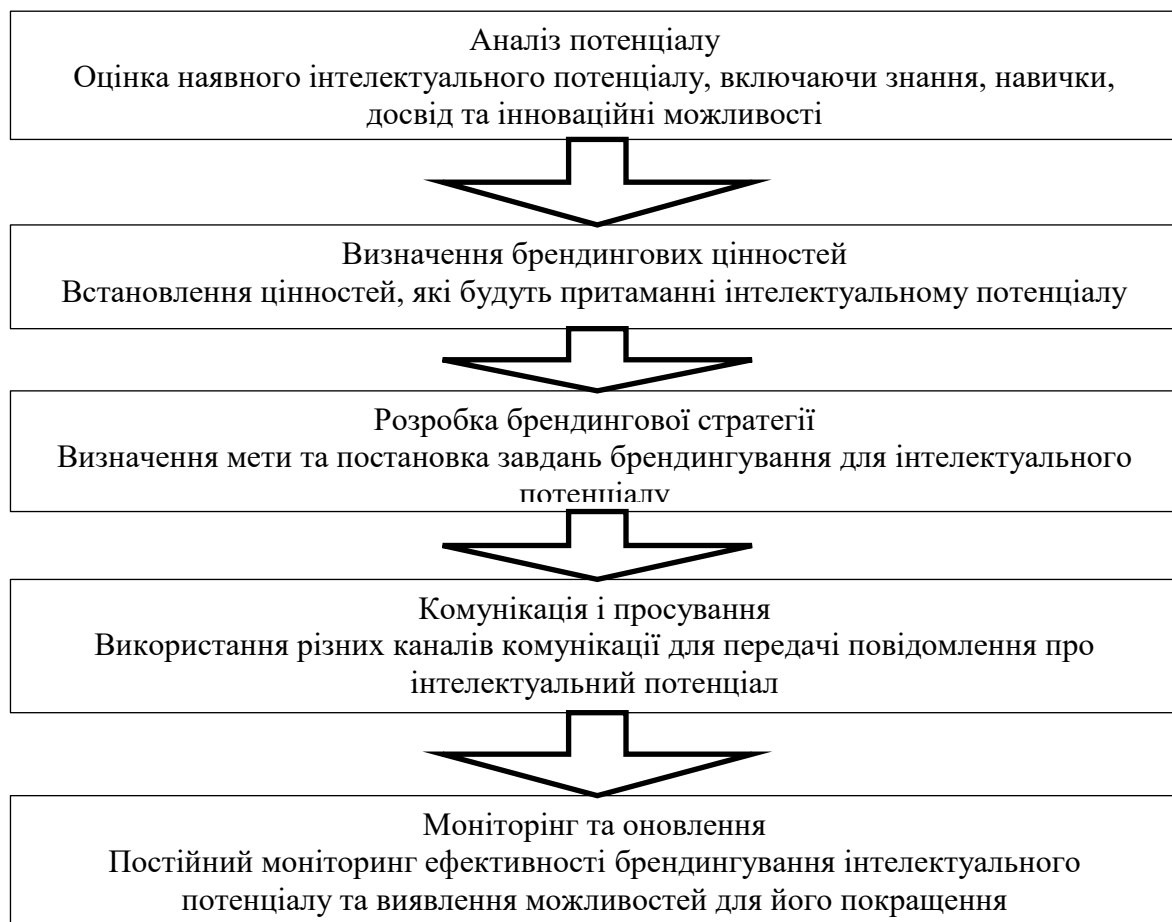 Аналіз потенціалу
Оцінка наявного інтелектуального потенціалу, включаючи знання, навички,
досвід та інноваційні можливості
Визначення брендингових цінностей
Встановлення цінностей, які будуть притаманні інтелектуальному потенціалу
Розробка брендингової стратегії
Визначення мети та постановка завдань брендингування для інтелектуального
потенціалу
Комунікація і просування
Використання різних каналів комунікації для передачі повідомлення про
інтелектуальний потенціал
Моніторінг та оновлення
Постійний моніторинг ефективності брендингування інтелектуального
потенціалу та виявлення можливостей для його покращення